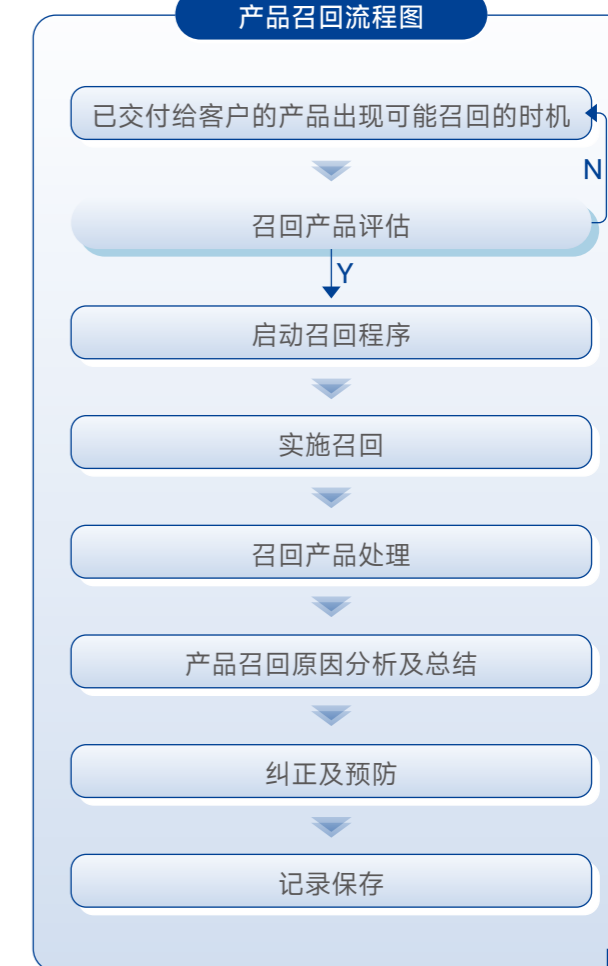 产品召回流程图
已交付给客户的产品出现可能召回的时机
N
召回产品评估
Y
启动召回程序
实施召回
召回产品处理
产品召回原因分析及总结
纠正及预防
记录保存